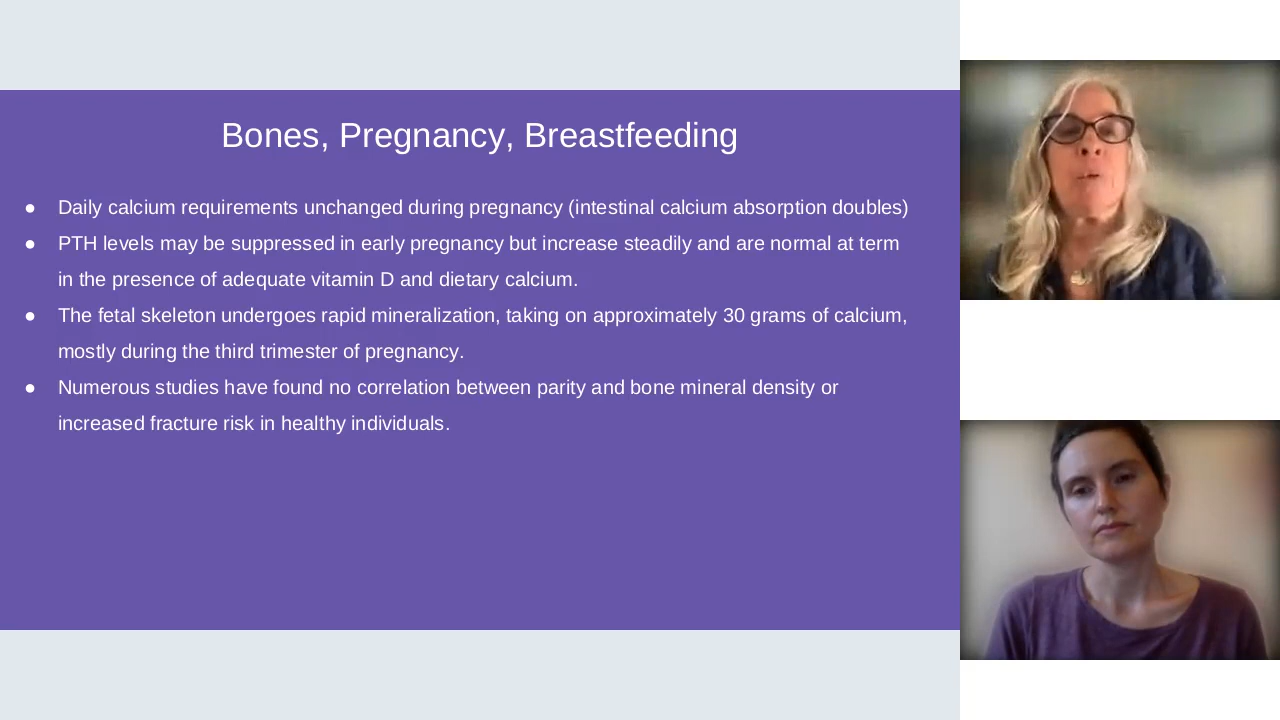 Bones, Pregnancy, Breastfeeding
● Daily calcium requirements unchanged during pregnancy (intestinal calcium absorption doubles)
● PTH levels may be suppressed in early pregnancy but increase steadily and are normal at term
in the presence of adequate vitamin D and dietary calcium.
● The fetal skeleton undergoes rapid mineralization, taking on approximately 30 grams of calcium,
mostly during the third trimester of pregnancy.
● Numerous studies have found no correlation between parity and bone mineral density or
increased fracture risk in healthy individuals.